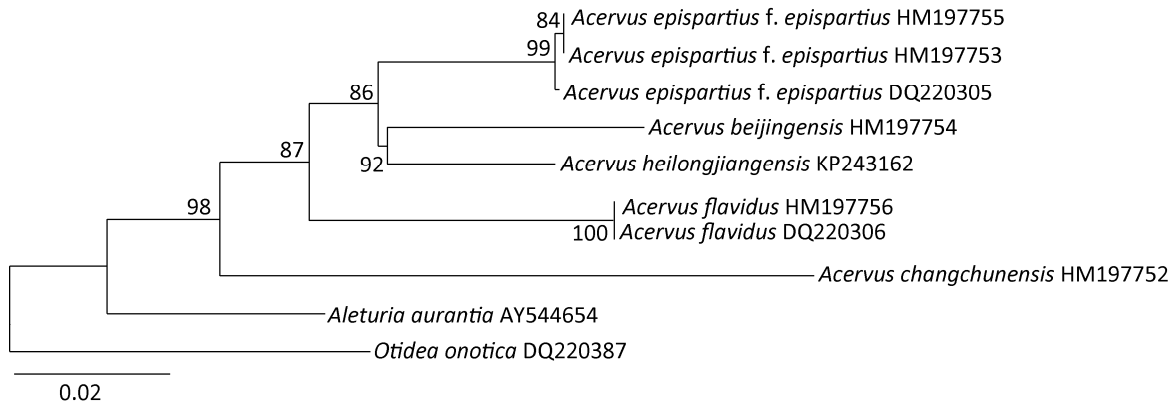 84
Acervus epispartius f. epispartius HM197755
99
Acervus epispartius f. epispartius HM197753
86
Acervus epispartius f. epispartius DQ220305
Acervus beijingensis HM197754
87
92
Acervus heilongjiangensis KP243162
98
Acervus flavidus HM197756
100
Acervus flavidus DQ220306
Acervus changchunensis HM197752
Aleturia aurantia AY544654
Otidea onotica DQ220387
0.02